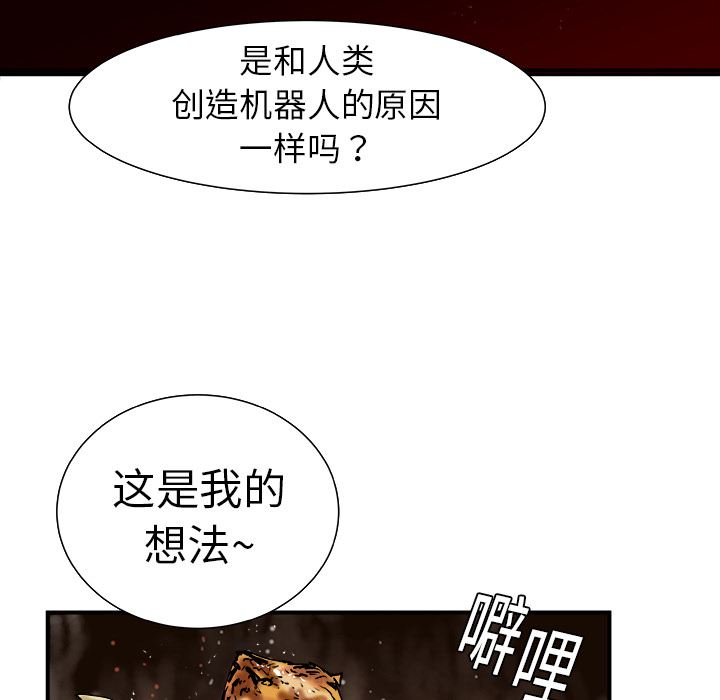 是和人类
创造机器人的原因
一样吗？
这是我的
想法~
噼哩